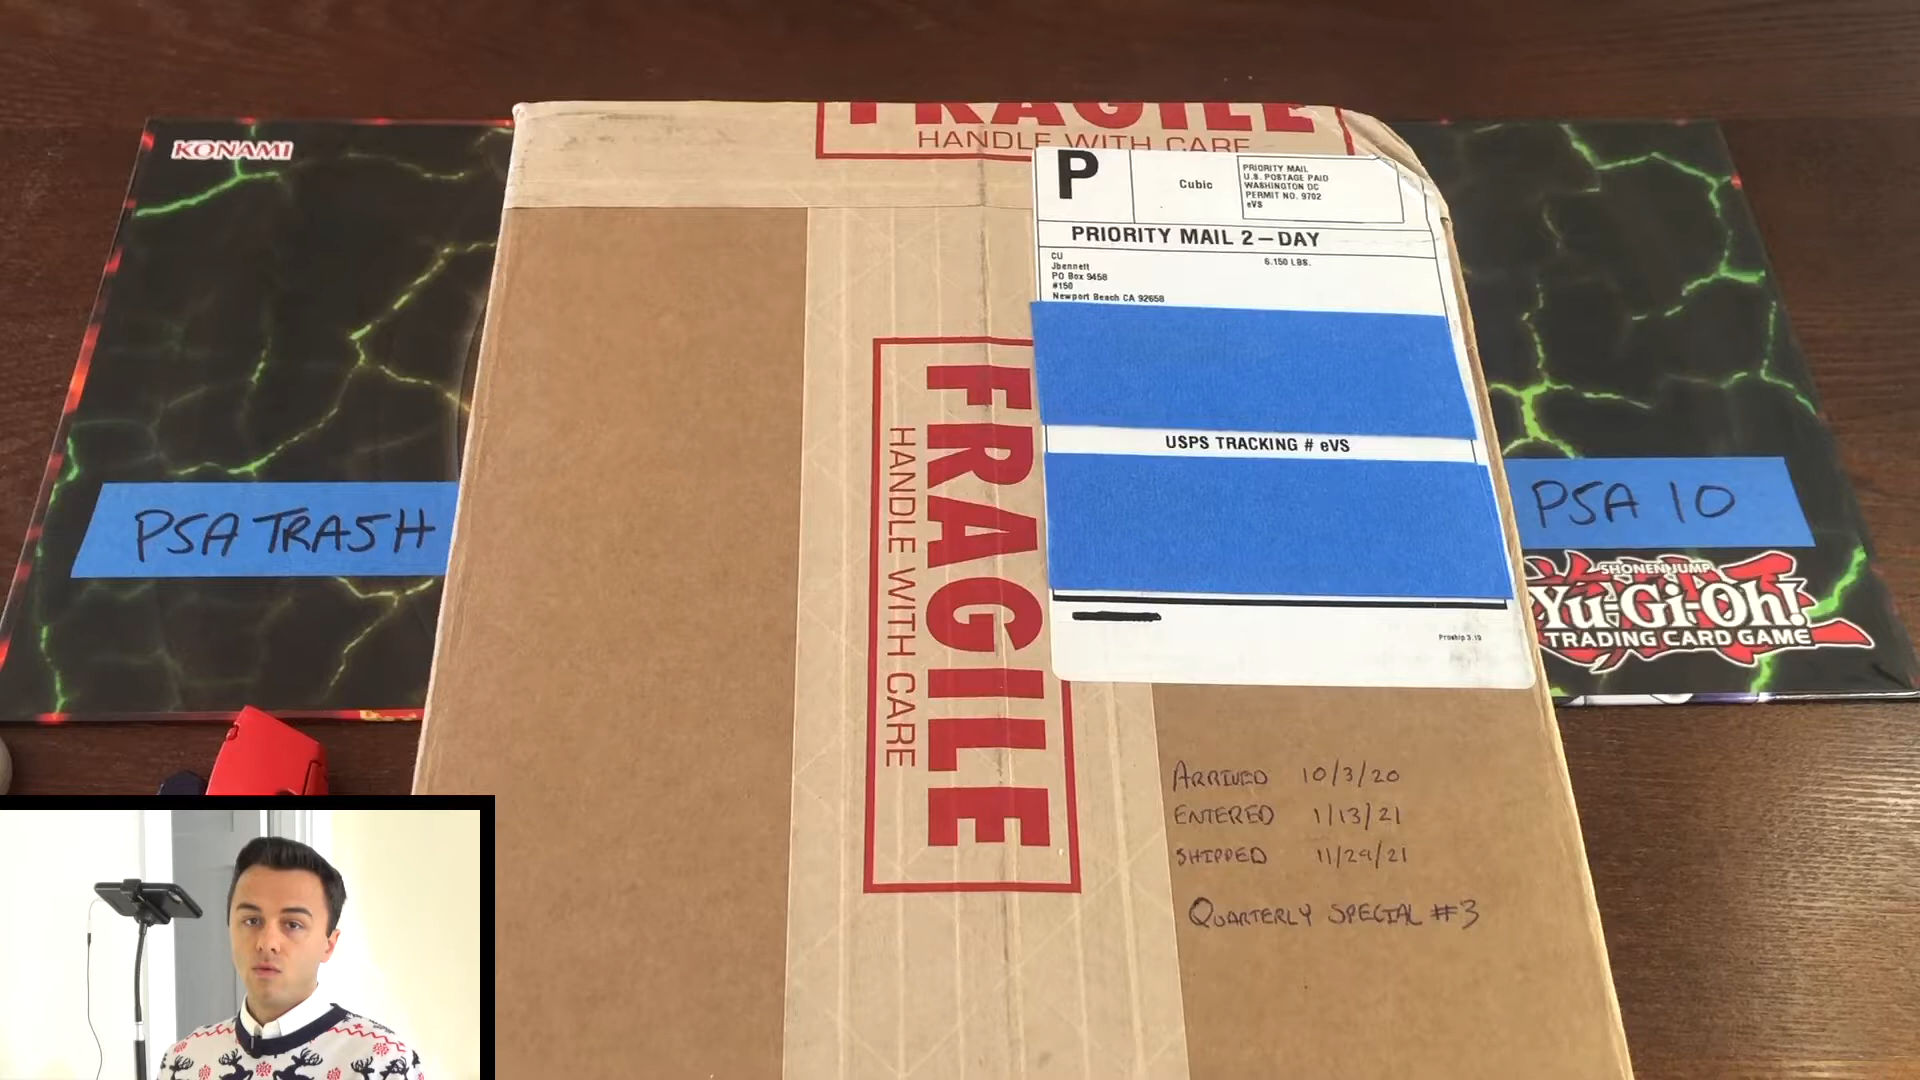 KONAMI
FRAGILE
HANDLE WITH CARE
P
Cubic
PRIORITY MAIL
U.S. POSTAGE PAID
WASHINGTON DC
PERMIT NO. 9702
eVS
PRIORITY MAIL 2-DAY
CU
Jbennett
PO Box 9458
#150
Newport Beach CA 92658
6.150 LBS.
USPS TRACKING # eVS
Proship 3.10
FRAGILE
HANDLE WITH CARE
PSA TRASH
PSA 10
SHONEN JUMP
Yu-Gi-Oh!
TRADING CARD GAME
ARRIVED 10/3/20
ENTERED 1/13/21
SHIPPED 11/29/21
QUARTERLY SPECIAL #3